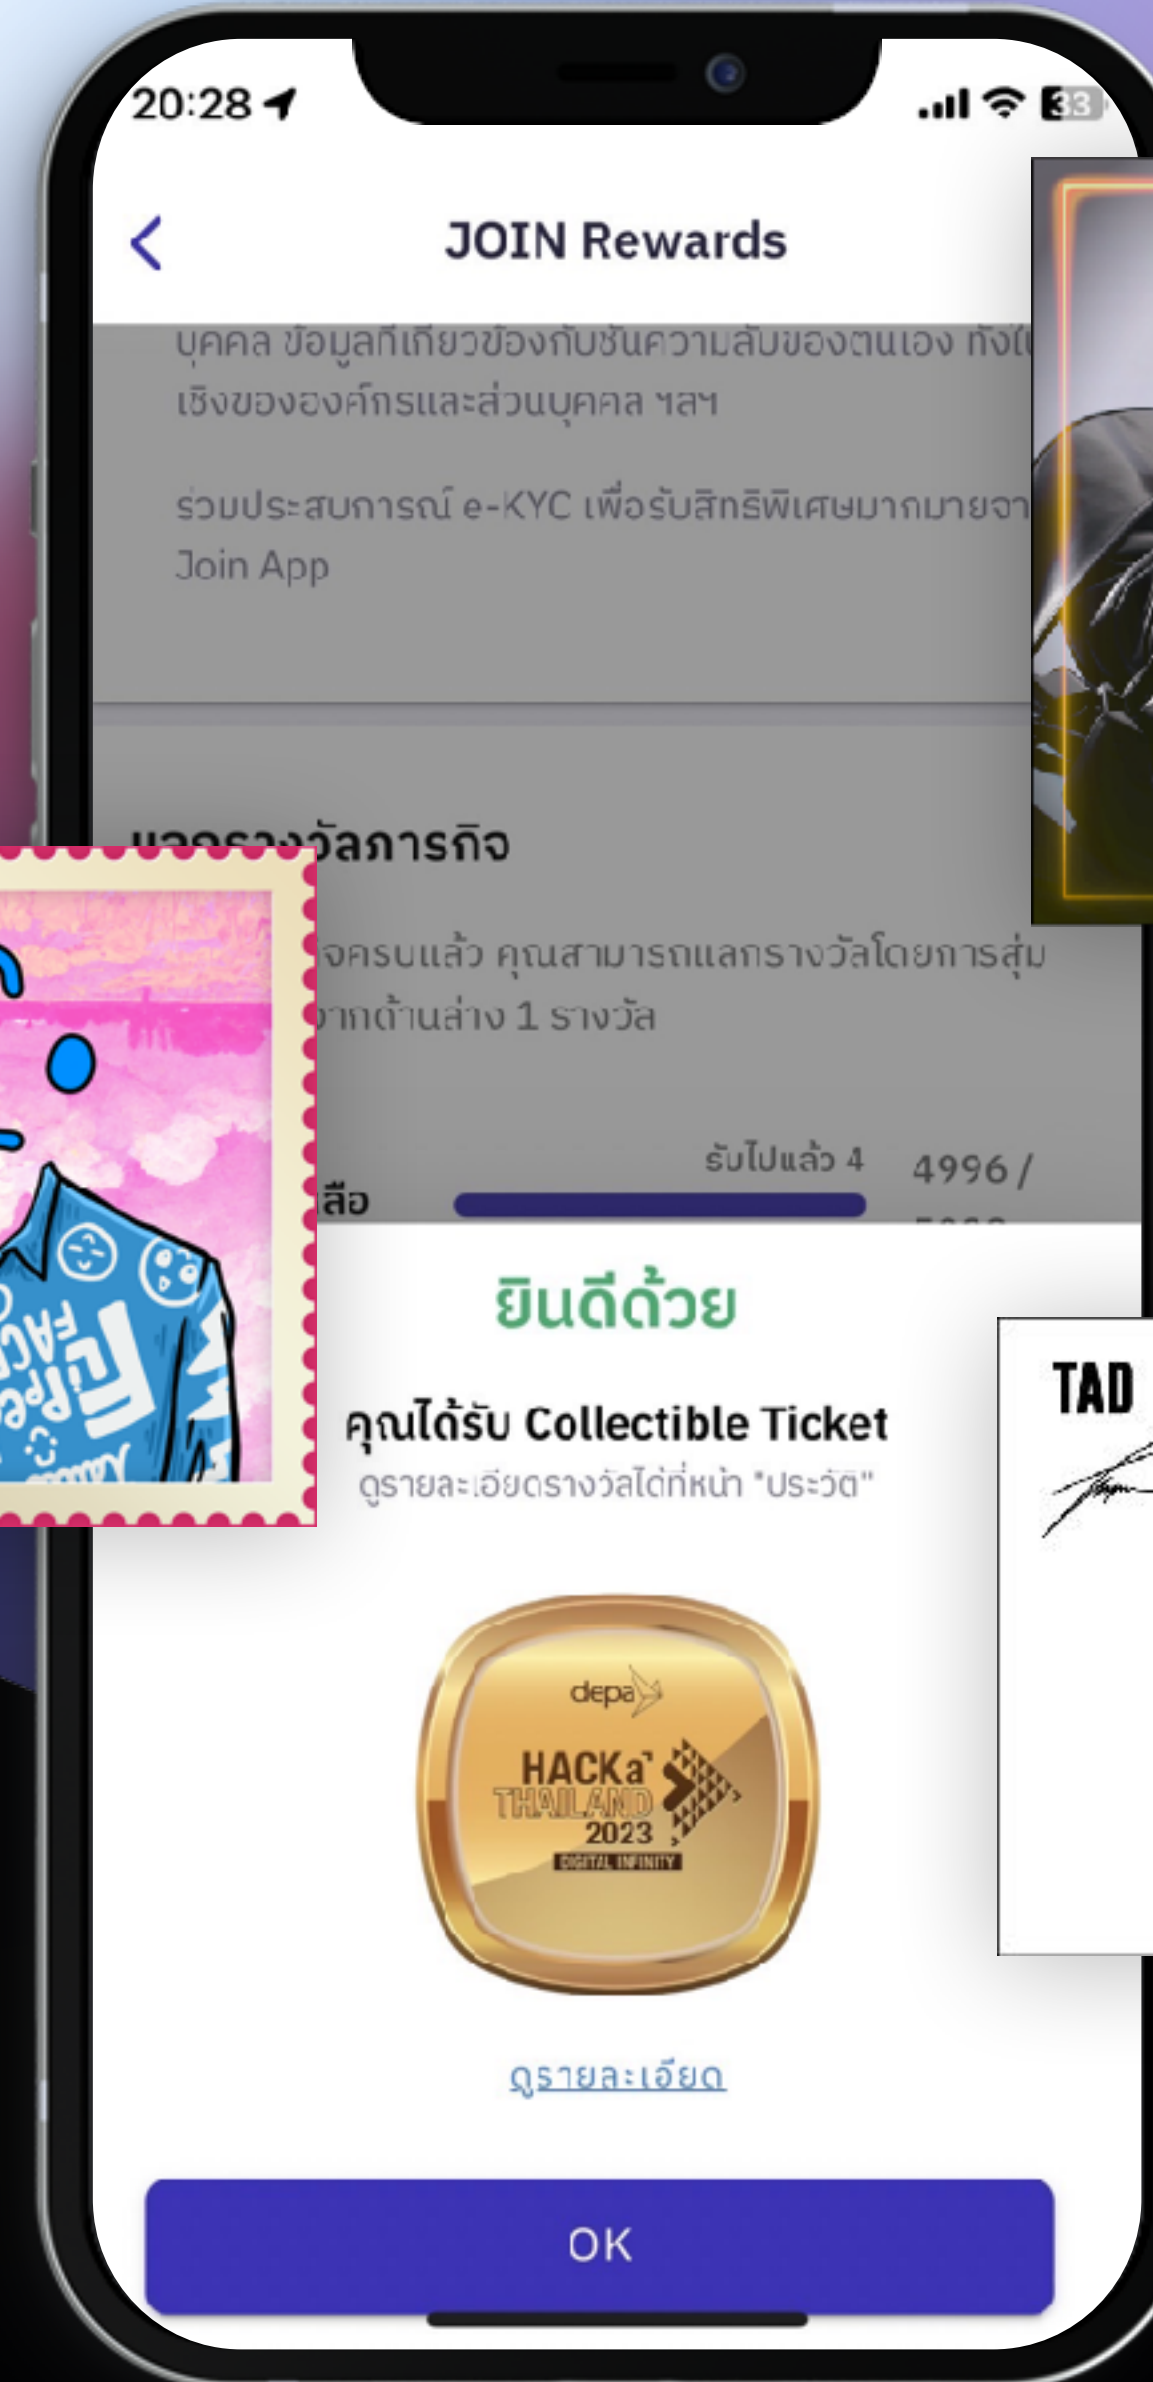 20:28
33
JOIN Rewards
บุคคล ข้อมูลที่เกี่ยวข้องกับชั้นความลับของตนเอง
เชิงขององค์กรและส่วนบุคคล ฯลฯ
ร่วมประสบการณ์ e-KYC เพื่อรับสิทธิพิเศษมากมาย
Join App
แลกรางวัลภารกิจ
จครบแล้ว คุณสามารถแลกรางวัลโดยการสุ่ม
จากด้านล่าง 1 รางวัล
รับไปแล้ว 4
4996 /
ลือ
ยินดีด้วย
คุณได้รับ Collectible Ticket
ดูรายละเอียดรางวัลได้ที่หน้า "ประวัติ"
TAD
depa
HACKa
THAILAND
2023
DIGITAL INFINITY
ดูรายละเอียด
OK